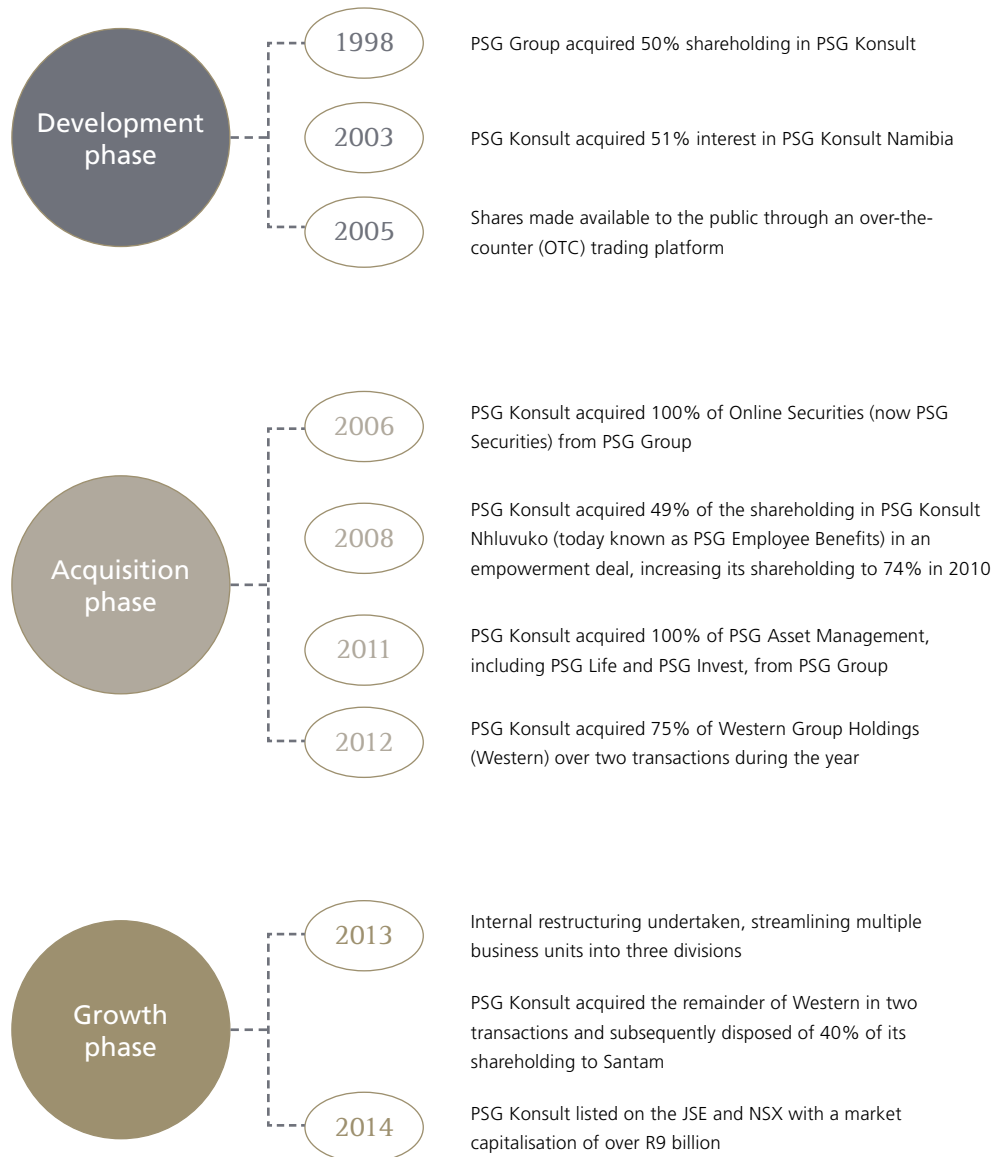 Development
phase
1998
PSG Group acquired 50% shareholding in PSG Konsult
2003
PSG Konsult acquired 51% interest in PSG Konsult Namibia
2005
Shares made available to the public through an over-the-
counter (OTC) trading platform
Acquisition
phase
2006
PSG Konsult acquired 100% of Online Securities (now PSG
Securities) from PSG Group
2008
PSG Konsult acquired 49% of the shareholding in PSG Konsult
Nhluvuko (today known as PSG Employee Benefits) in an
empowerment deal, increasing its shareholding to 74% in 2010
2011
PSG Konsult acquired 100% of PSG Asset Management,
including PSG Life and PSG Invest, from PSG Group
2012
PSG Konsult acquired 75% of Western Group Holdings
(Western) over two transactions during the year
Growth
phase
2013
Internal restructuring undertaken, streamlining multiple
business units into three divisions
PSG Konsult acquired the remainder of Western in two
transactions and subsequently disposed of 40% of its
shareholding to Santam
2014
PSG Konsult listed on the JSE and NSX with a market
capitalisation of over R9 billion